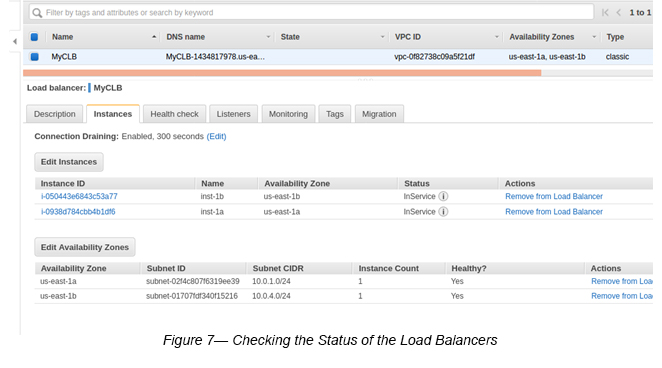 Filter by tags and attributes or search by keyword
1 to 1
Name DNS name State VPC ID Availability Zones Type
MyCLB MyCLB-1434817978.us-ea... vpc-0f82738c09a5f21df us-east-1a, us-east-1b classic
Load balancer: MyCLB
Description Instances Health check Listeners Monitoring Tags Migration
Connection Draining: Enabled, 300 seconds (Edit)
Edit Instances
Instance ID Name Availability Zone Status Actions
i-050443e6843c53a77 inst-1b us-east-1b InService Remove from Load Balancer
i-0938d784cbb4b1df6 inst-1a us-east-1a InService Remove from Load Balancer
Edit Availability Zones
Availability Zone Subnet ID Subnet CIDR Instance Count Healthy? Actions
us-east-1a subnet-02f4c807f6319ee39 10.0.1.0/24 1 Yes Remove from Loa
us-east-1b subnet-01707fdf340f15216 10.0.4.0/24 1 Yes Remove from Loa
Figure 7— Checking the Status of the Load Balancers